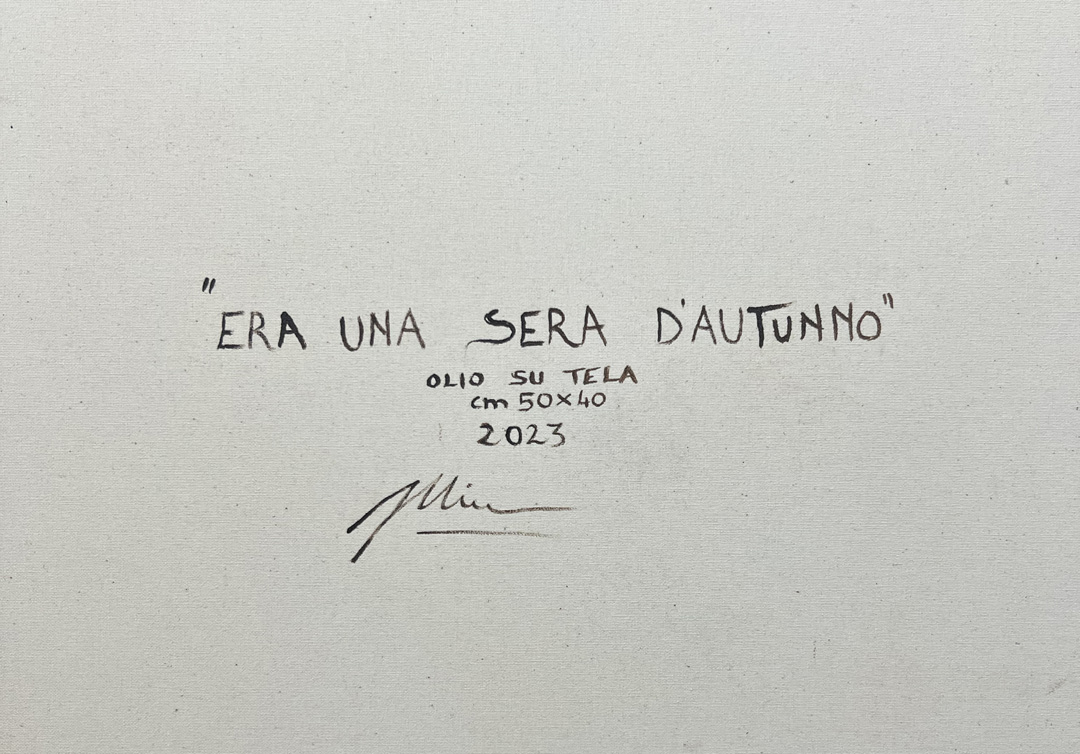 "ERA UNA SERA D'AUTUNNO"
OLIO SU TELA
cm 50x40
2023